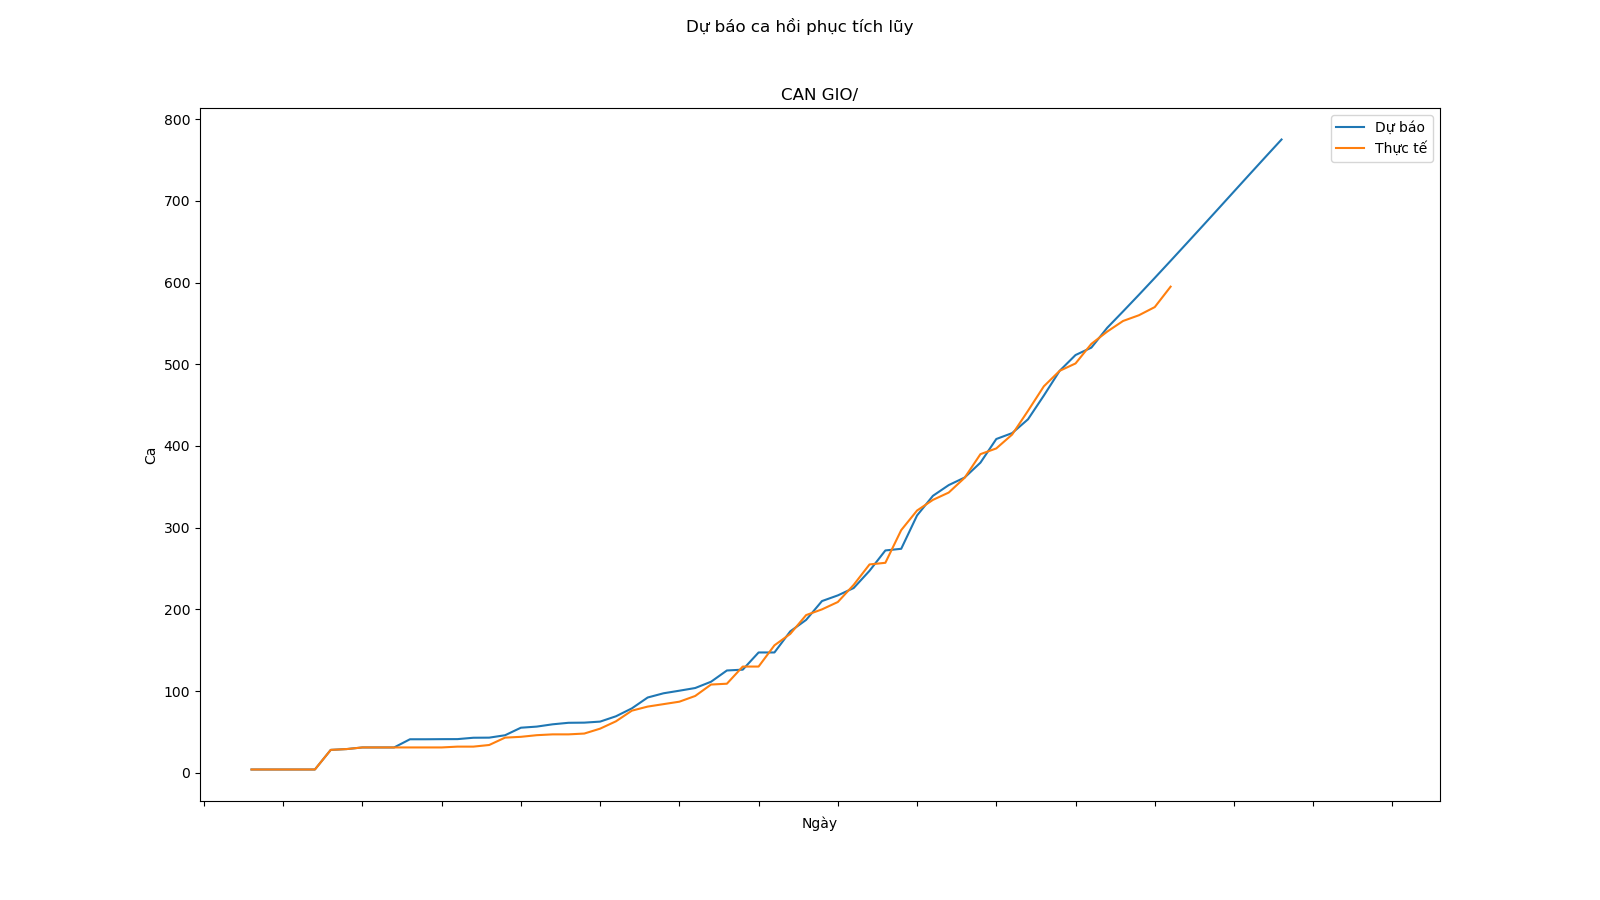 Dự báo ca hồi phục tích lũy
CAN GIO/
800
700
600
500
400
300
200
100
0
Ca
Dự báo
Thực tế
Ngày